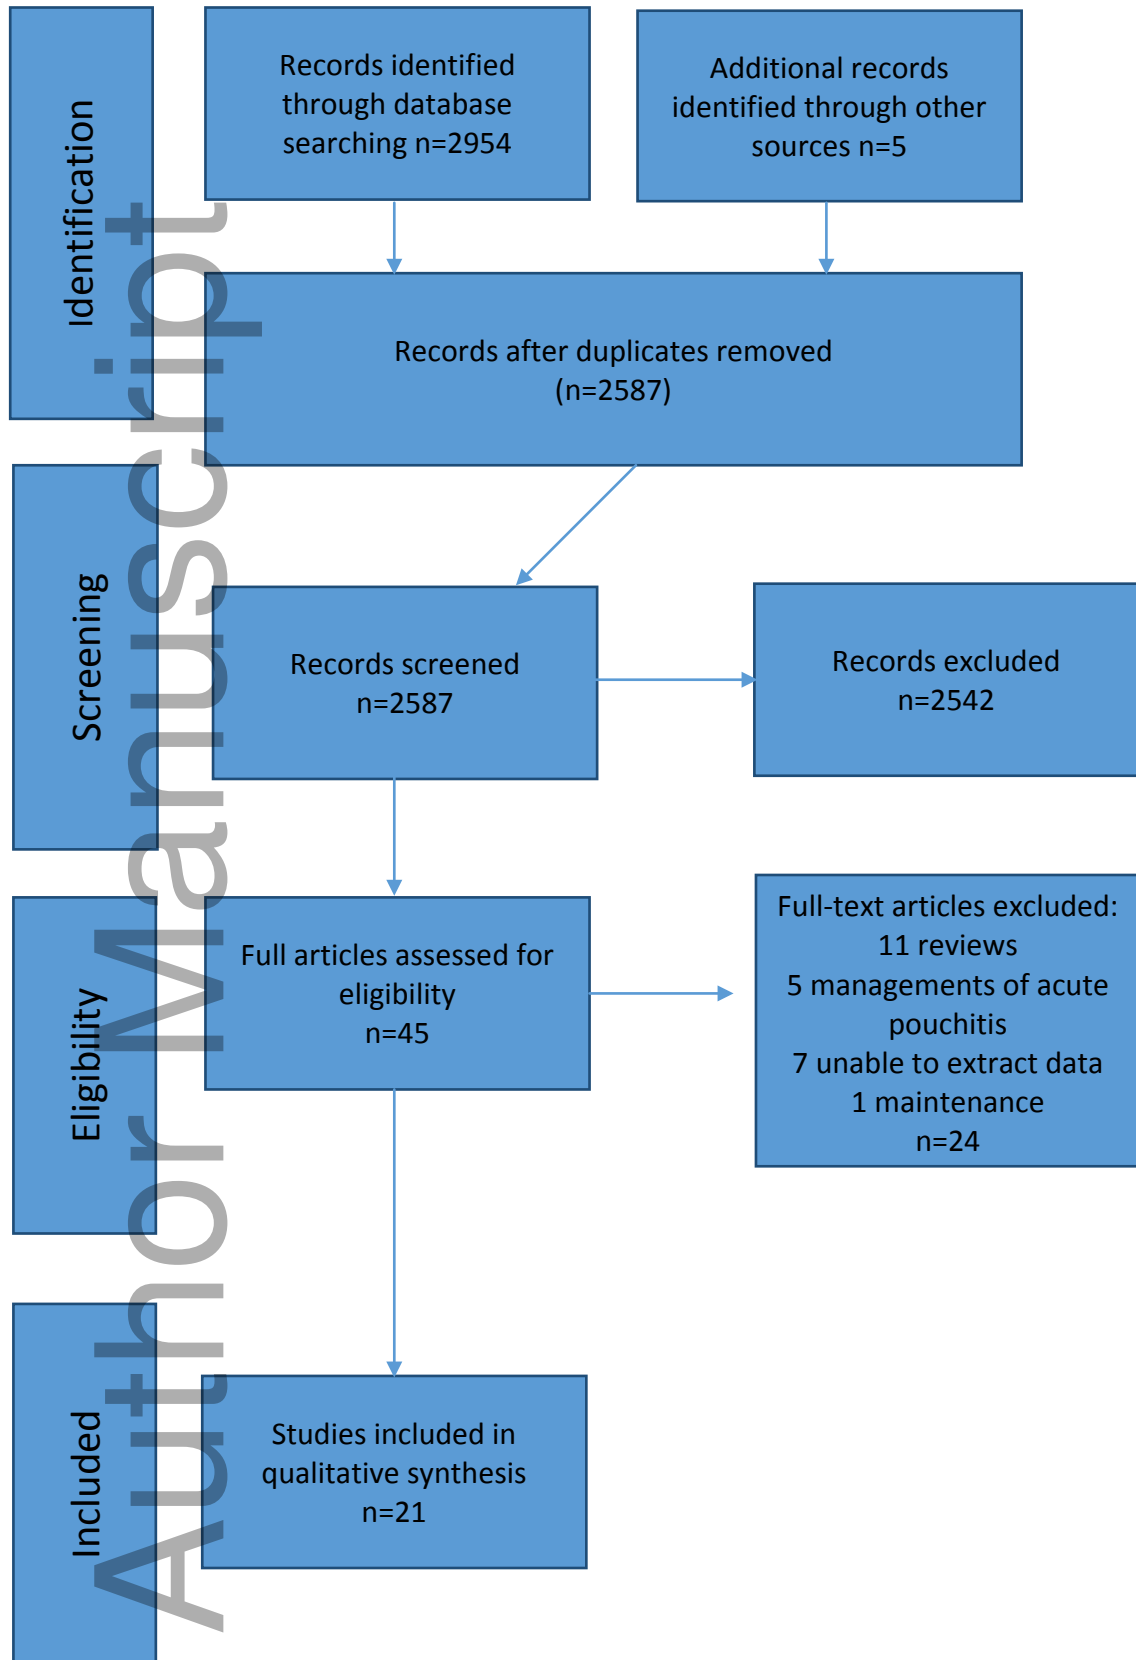 Identification
Records identified
through database
searching n=2954
Additional records
identified through other
sources n=5
Records after duplicates removed
(n=2587)
Screening
Records screened
n=2587
Records excluded
n=2542
Eligibility
Full articles assessed for
eligibility
n=45
Full-text articles excluded:
11 reviews
5 managements of acute
pouchitis
7 unable to extract data
1 maintenance
n=24
Included
Studies included in
qualitative synthesis
n=21
Author Manuscript